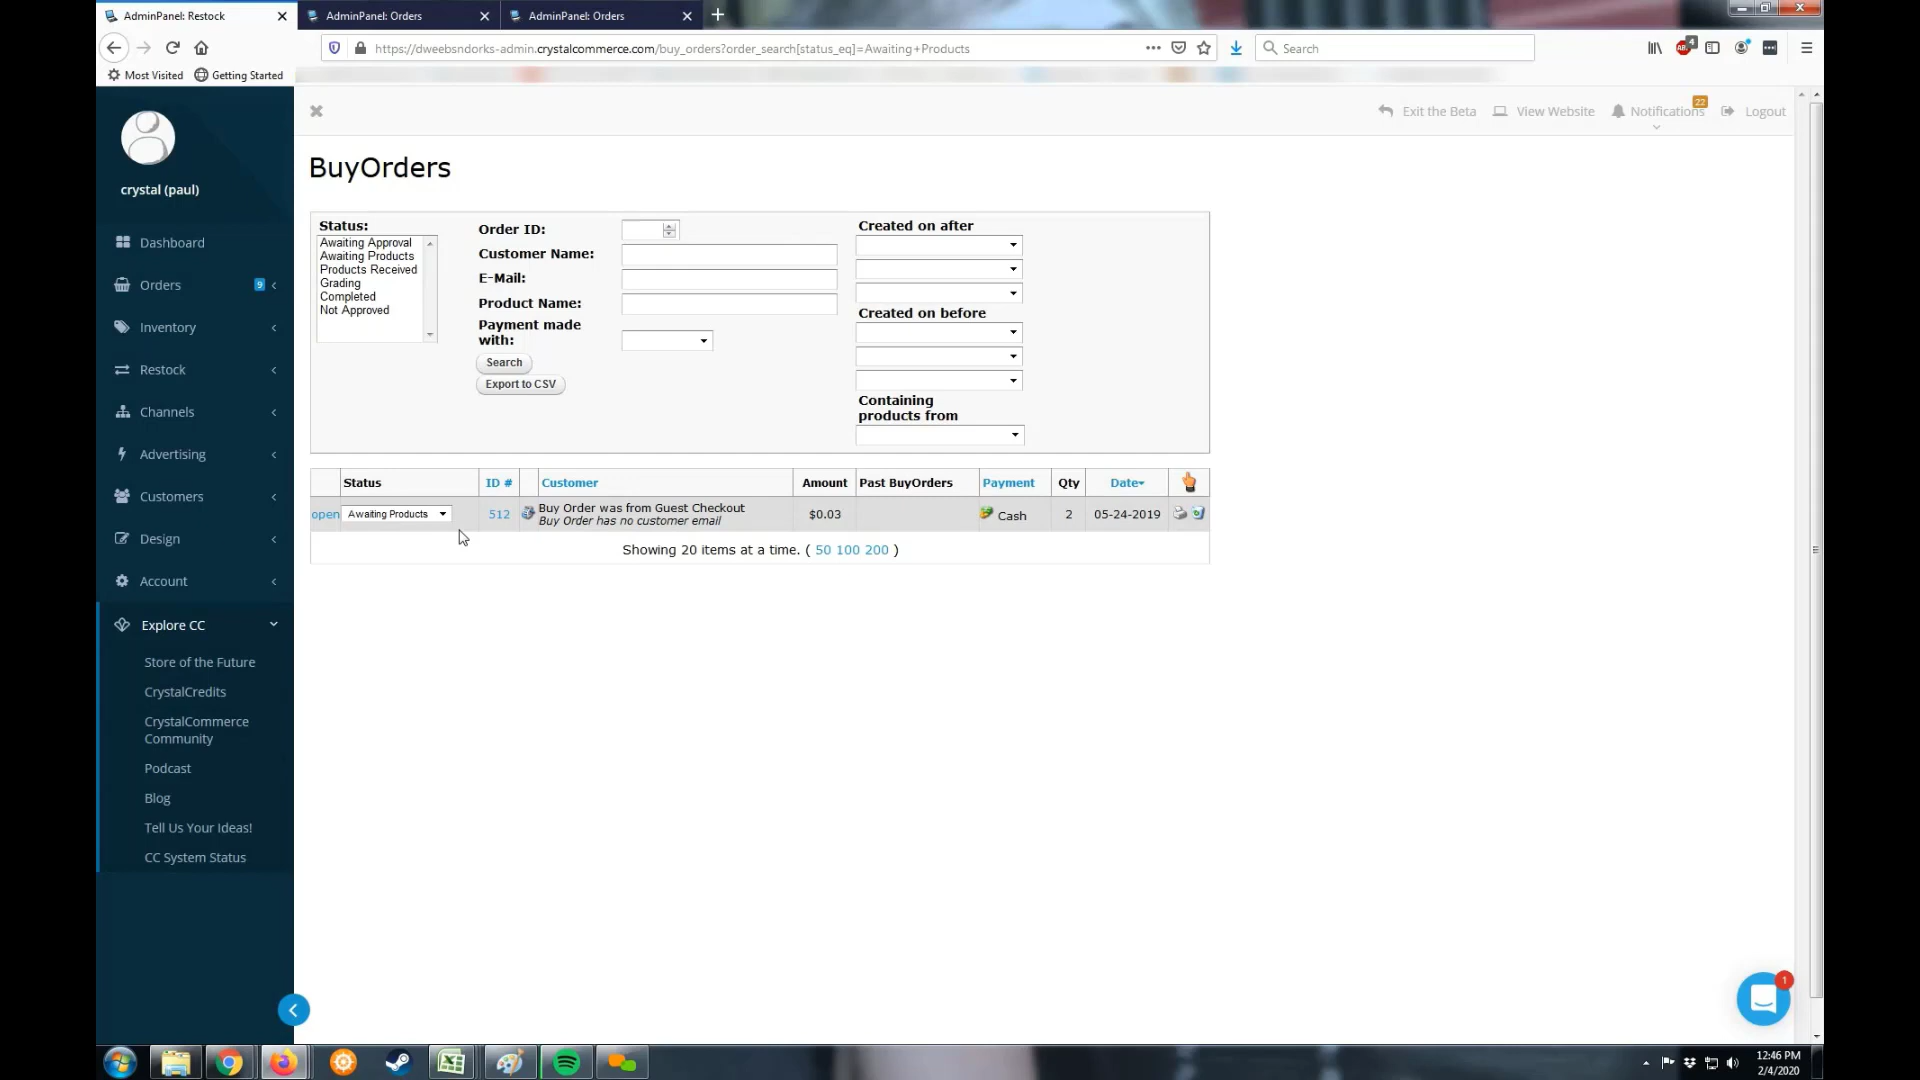 AdminPanel: Restock
AdminPanel: Orders
AdminPanel: Orders
https://dweebsndorks-admin.crystalcommerce.com/buy_orders?order_search[status_eq]=Awaiting+Products
Search
4
Most Visited
Getting Started
crystal (paul)
Dashboard
Orders
9
Inventory
Restock
Channels
Advertising
Customers
Design
Account
Explore CC
Store of the Future
CrystalCredits
CrystalCommerce
Community
Podcast
Blog
Tell Us Your Ideas!
CC System Status
Exit the Beta
View Website
Notifications
22
Logout
BuyOrders
Status:
Awaiting Approval
Awaiting Products
Products Received
Grading
Completed
Not Approved
Order ID:
Customer Name:
E-Mail:
Product Name:
Payment made
with:
Search
Export to CSV
Created on after
Created on before
Containing
products from
Status ID # Customer Amount Past BuyOrders Payment Qty Date
open Awaiting Products 512 Buy Order was from Guest Checkout $0.03 Cash 2 05-24-2019
Buy Order has no customer email
Showing 20 items at a time. ( 50 100 200 )
1
12:46 PM
2/4/2020